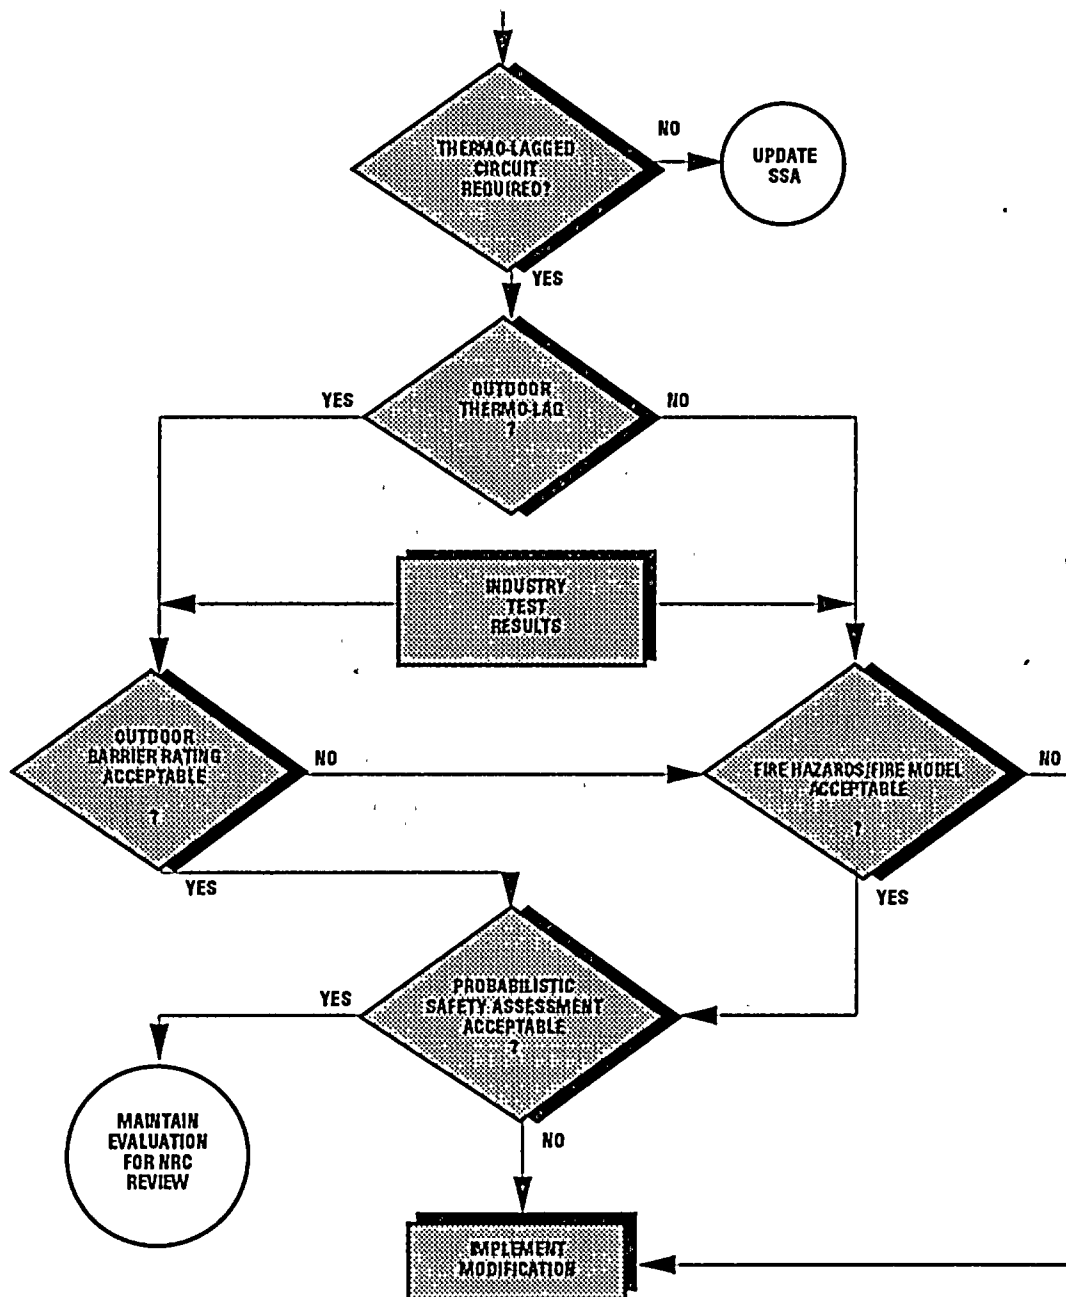 THERMO-LAGGED
CIRCUIT
REQUIRED?
NO
UPDATE
SSA
YES
OUTDOOR
THERMO-LAG
?
YES
NO
INDUSTRY
TEST
RESULTS
OUTDOOR
BARRIER RATING
ACCEPTABLE
?
NO
FIRE HAZARDS/FIRE MODEL
ACCEPTABLE
?
NO
YES
YES
PROBABILISTIC
SAFETY ASSESSMENT
ACCEPTABLE
?
YES
MAINTAIN
EVALUATION
FOR NRC
REVIEW
NO
IMPLEMENT
MODIFICATION